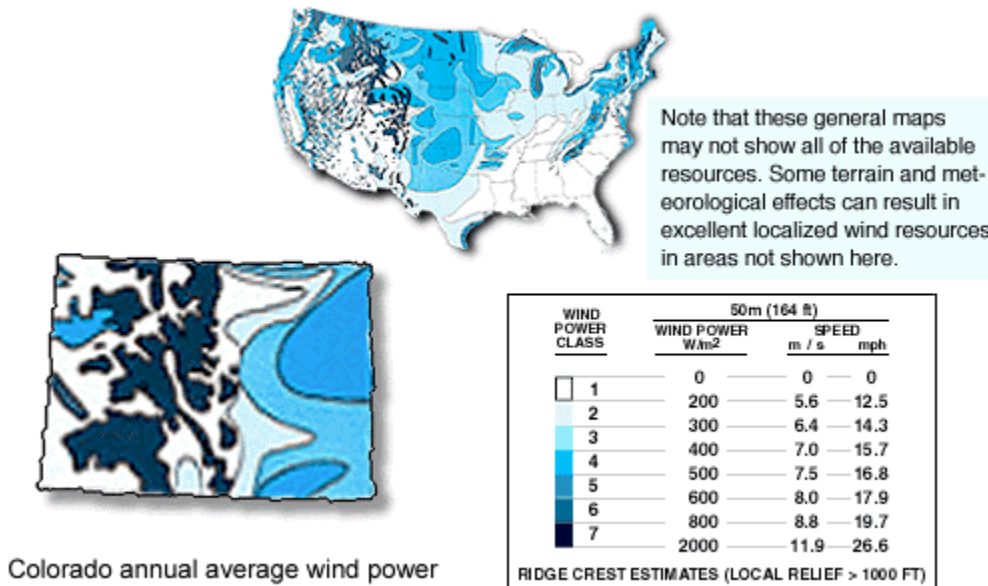 Note that these general maps
may not show all of the available
resources. Some terrain and met-
eorological effects can result in
excellent localized wind resources
in areas not shown here.
WIND POWER CLASS
50m (164 ft)
WIND POWER W/m² SPEED m / s mph
0 0 0
1
200 5.6 12.5
2
300 6.4 14.3
3
400 7.0 15.7
4
500 7.5 16.8
5
600 8.0 17.9
6
800 8.8 19.7
7
2000 11.9 26.6
RIDGE CREST ESTIMATES (LOCAL RELIEF > 1000 FT)
Colorado annual average wind power